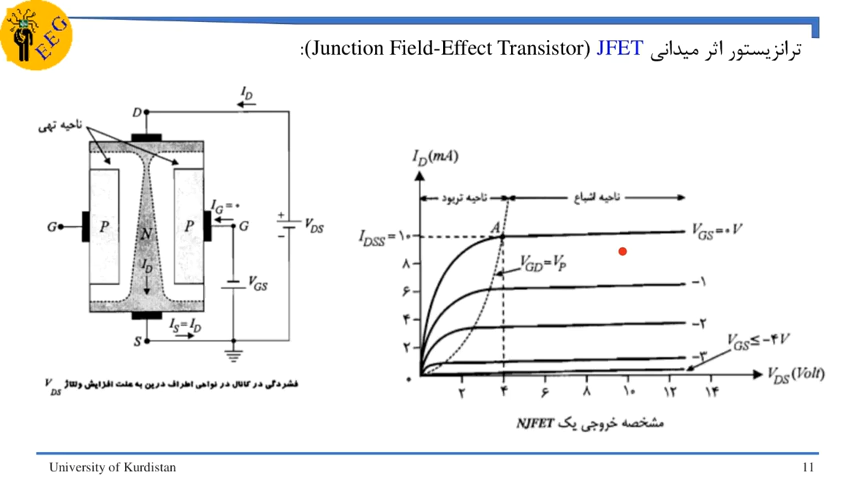 EEG
ترانزیستور اثر میدانی JFET (Junction Field-Effect Transistor):
I_D
D
ناحیه تهی
I_G=۰
G
P
N
P
G
V_DS
+
−
I_D
V_GS
I_S=I_D
S
فشردگی در کانال در نواحی اطراف درین به علت افزایش ولتاژ V_DS
I_D(mA)
ناحیه تریود
ناحیه اشباع
A
I_DSS=۱۰
V_GS=۰V
۸
V_GD=V_P
۶
−۱
۴
−۲
۲
V_GS≤−۴V
−۳
۰
V_DS(Volt)
۲ ۴ ۶ ۸ ۱۰ ۱۲ ۱۴
مشخصه خروجی یک NJFET
University of Kurdistan
11